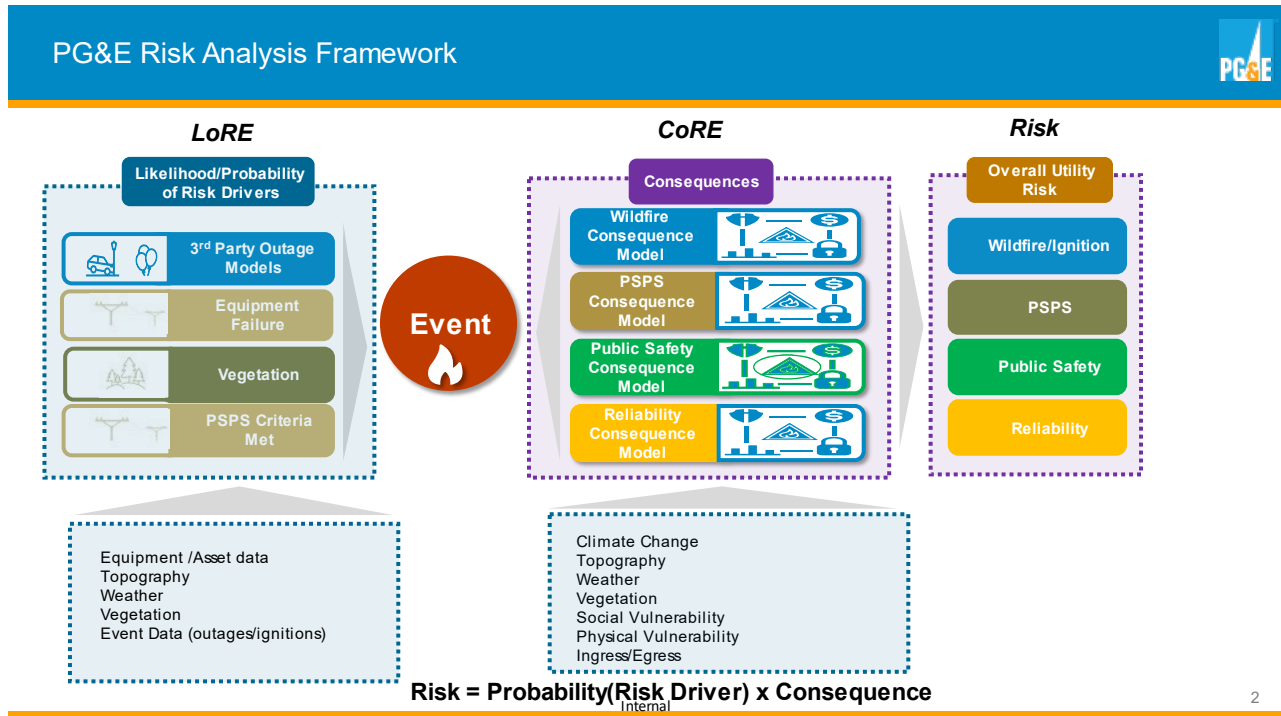 PG&E Risk Analysis Framework
PG&E
LoRE
CoRE
Risk
Likelihood/Probability
of Risk Drivers
3rd Party Outage
Models
Equipment
Failure
Vegetation
PSPS Criteria
Met
Event
Consequences
Wildfire
Consequence
Model
PSPS
Consequence
Model
Public Safety
Consequence
Model
Reliability
Consequence
Model
Overall Utility
Risk
Wildfire/Ignition
PSPS
Public Safety
Reliability
Equipment /Asset data
Topography
Weather
Vegetation
Event Data (outages/ignitions)
Climate Change
Topography
Weather
Vegetation
Social Vulnerability
Physical Vulnerability
Ingress/Egress
Risk = Probability(Risk Driver) x Consequence
Internal
2